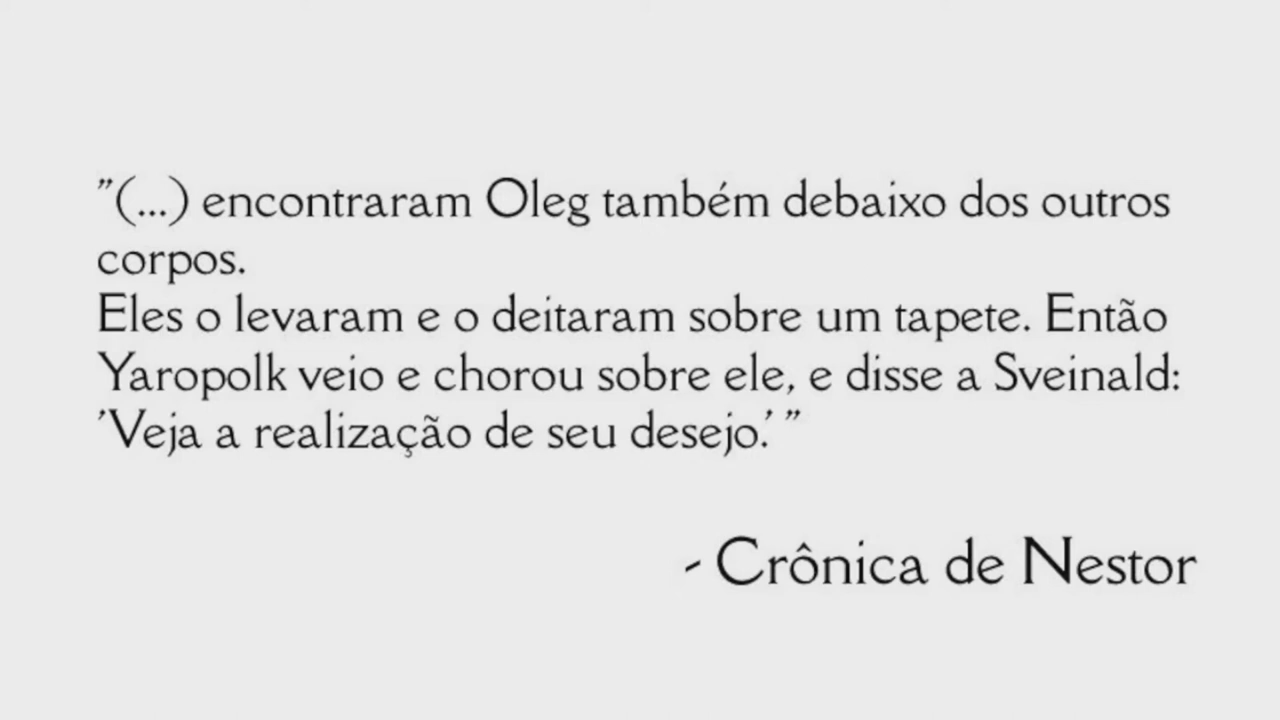 "(...) encontraram Oleg também debaixo dos outros
corpos.
Eles o levaram e o deitaram sobre um tapete. Então
Yaropolk veio e chorou sobre ele, e disse a Sveinald:
'Veja a realização de seu desejo.' "
- Crônica de Nestor